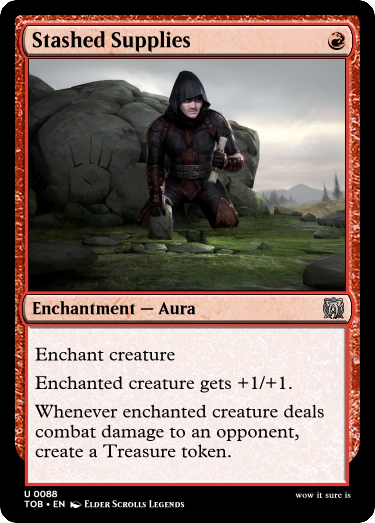 Stashed Supplies
Enchantment — Aura
Enchant creature
Enchanted creature gets +1/+1.
Whenever enchanted creature deals
combat damage to an opponent,
create a Treasure token.
U 0088
TOB • EN Elder Scrolls Legends
wow it sure is